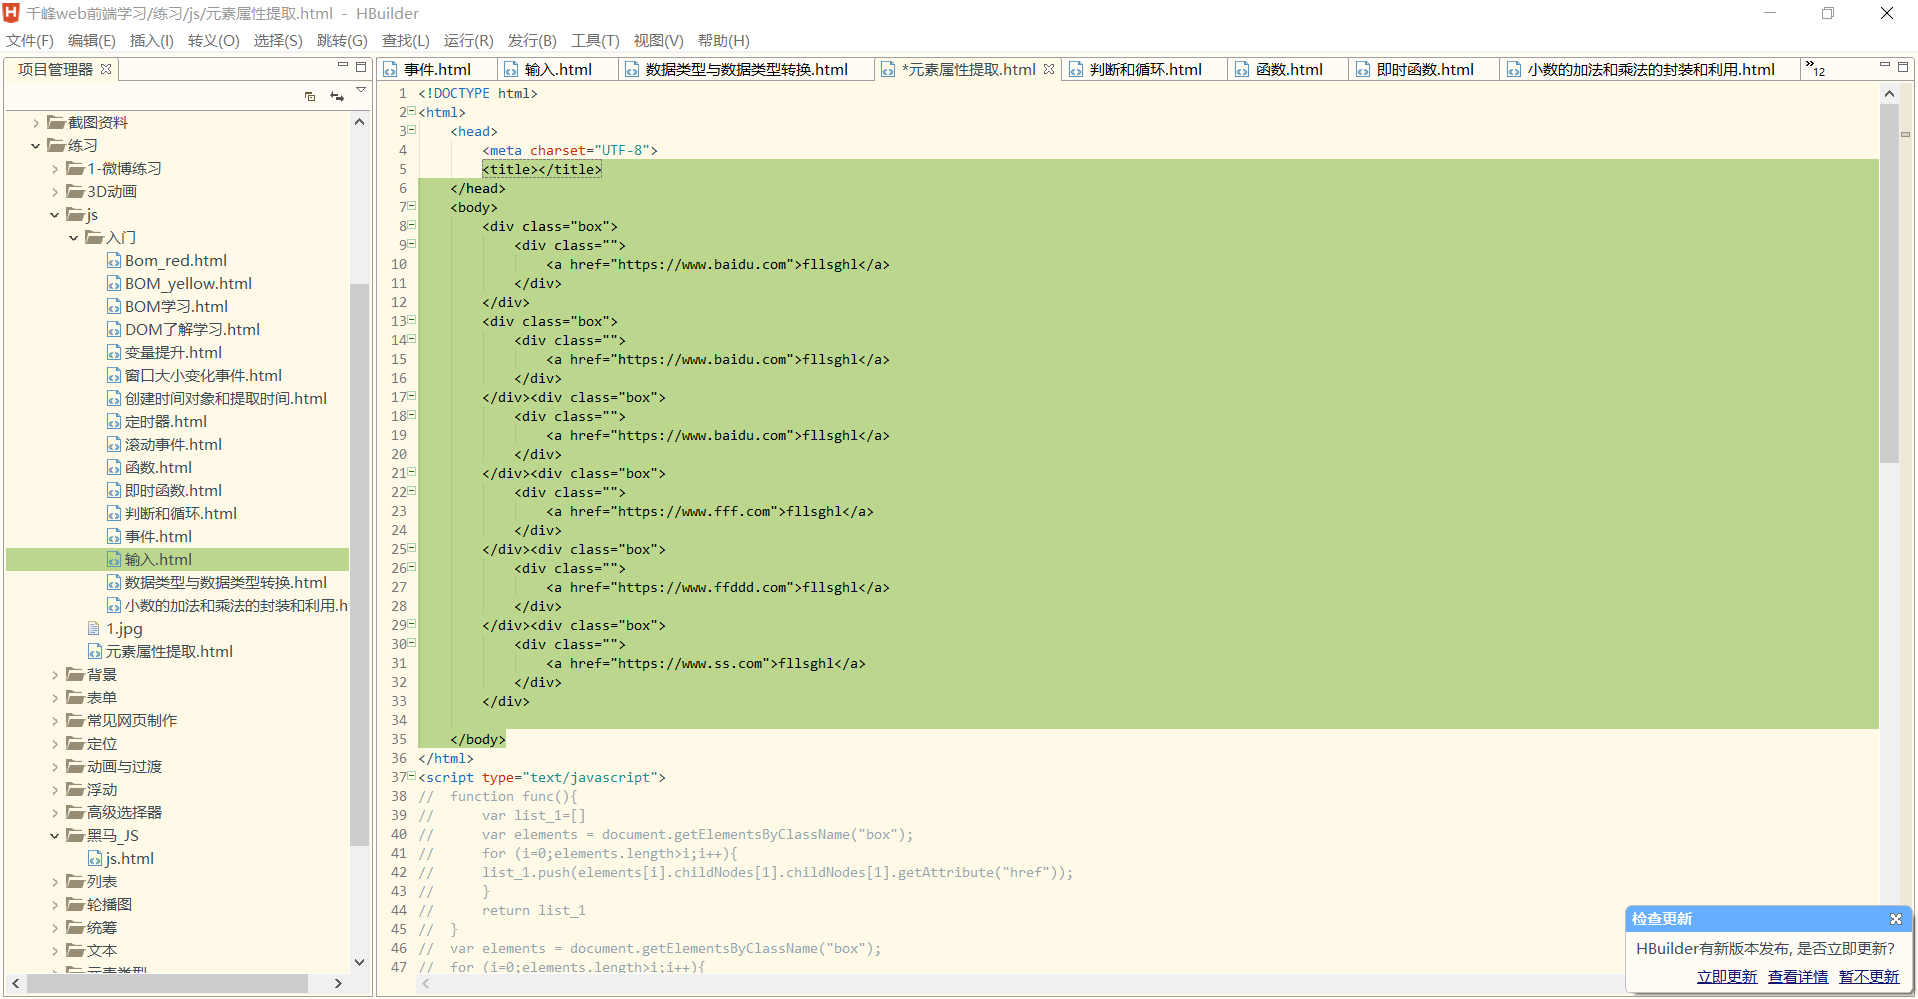 千峰web前端学习/练习/js/元素属性提取.html - HBuilder
文件(F) 编辑(E) 插入(I) 转义(O) 选择(S) 跳转(G) 查找(L) 运行(R) 发行(B) 工具(T) 视图(V) 帮助(H)
项目管理器
截图资料
练习
1-微博练习
3D动画
js
入门
Bom_red.html
BOM_yellow.html
BOM学习.html
DOM了解学习.html
变量提升.html
窗口大小变化事件.html
创建时间对象和提取时间.html
定时器.html
滚动事件.html
函数.html
即时函数.html
判断和循环.html
事件.html
输入.html
数据类型与数据类型转换.html
小数的加法和乘法的封装和利用.h
1.jpg
元素属性提取.html
背景
表单
常见网页制作
定位
动画与过渡
浮动
高级选择器
黑马_JS
js.html
列表
轮播图
统筹
文本
元素类型
事件.html 输入.html 数据类型与数据类型转换.html *元素属性提取.html 判断和循环.html 函数.html 即时函数.html 小数的加法和乘法的封装和利用.html »12
1 <!DOCTYPE html>
2 <html>
3 <head>
4 <meta charset="UTF-8">
5 <title></title>
6 </head>
7 <body>
8 <div class="box">
9 <div class="">
10 <a href="https://www.baidu.com">fllsghl</a>
11 </div>
12 </div>
13 <div class="box">
14 <div class="">
15 <a href="https://www.baidu.com">fllsghl</a>
16 </div>
17 </div><div class="box">
18 <div class="">
19 <a href="https://www.baidu.com">fllsghl</a>
20 </div>
21 </div><div class="box">
22 <div class="">
23 <a href="https://www.fff.com">fllsghl</a>
24 </div>
25 </div><div class="box">
26 <div class="">
27 <a href="https://www.ffddd.com">fllsghl</a>
28 </div>
29 </div><div class="box">
30 <div class="">
31 <a href="https://www.ss.com">fllsghl</a>
32 </div>
33 </div>
34
35 </body>
36 </html>
37 <script type="text/javascript">
38 // function func(){
39 // var list_1=[]
40 // var elements = document.getElementsByClassName("box");
41 // for (i=0;elements.length>i;i++){
42 // list_1.push(elements[i].childNodes[1].childNodes[1].getAttribute("href"));
43 // }
44 // return list_1
45 // }
46 // var elements = document.getElementsByClassName("box");
47 // for (i=0;elements.length>i;i++){
检查更新
HBuilder有新版本发布, 是否立即更新?
立即更新 查看详情 暂不更新